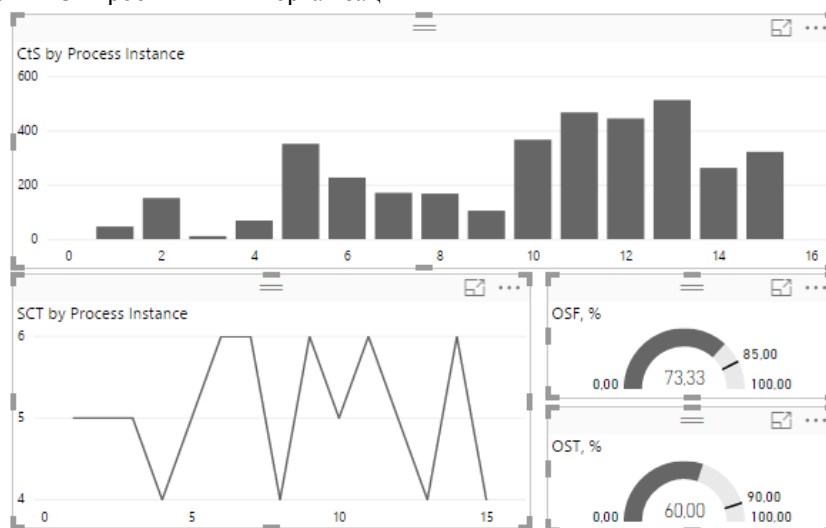 CtS by Process Instance
600
400
200
0
0 2 4 6 8 10 12 14 16
SCT by Process Instance
6
5
4
0 5 10 15
OSF, %
85,00
0,00 73,33 100,00
OST, %
90,00
0,00 60,00 100,00